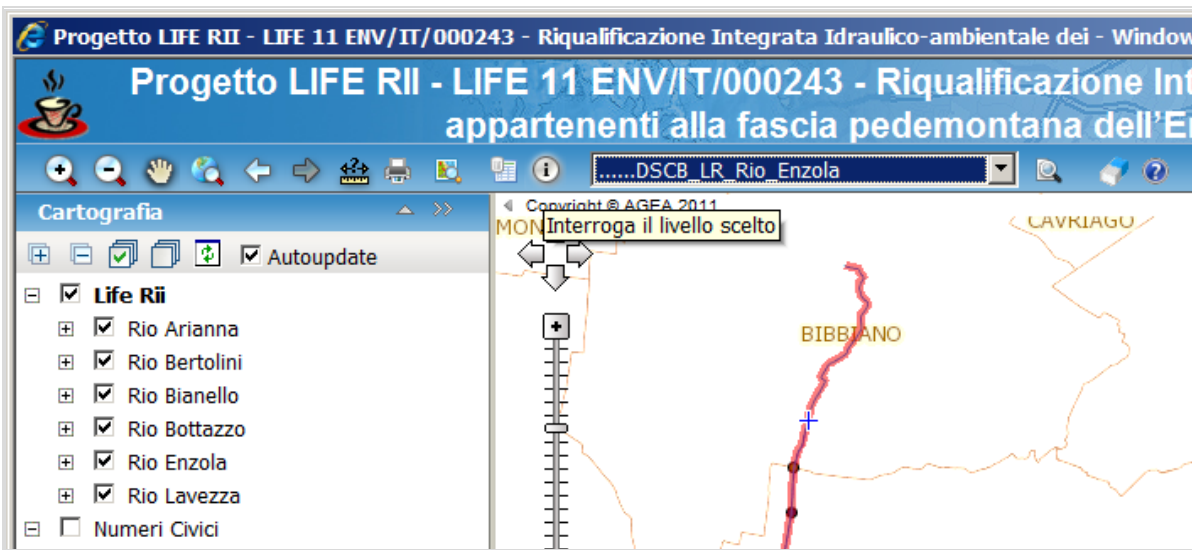 Progetto LIFE RII - LIFE 11 ENV/IT/000243 - Riqualificazione Integrata Idraulico-ambientale dei - Window
Progetto LIFE RII - LIFE 11 ENV/IT/000243 - Riqualificazione Int
appartenenti alla fascia pedemontana dell'E
......DSCB_LR_Rio_Enzola
Cartografia
Copyright © AGEA 2011
MON
Interroga il livello scelto
CAVRIAGO
Autoupdate
Life Rii
Rio Arianna
BIBBIANO
Rio Bertolini
Rio Bianello
Rio Bottazzo
Rio Enzola
Rio Lavezza
Numeri Civici